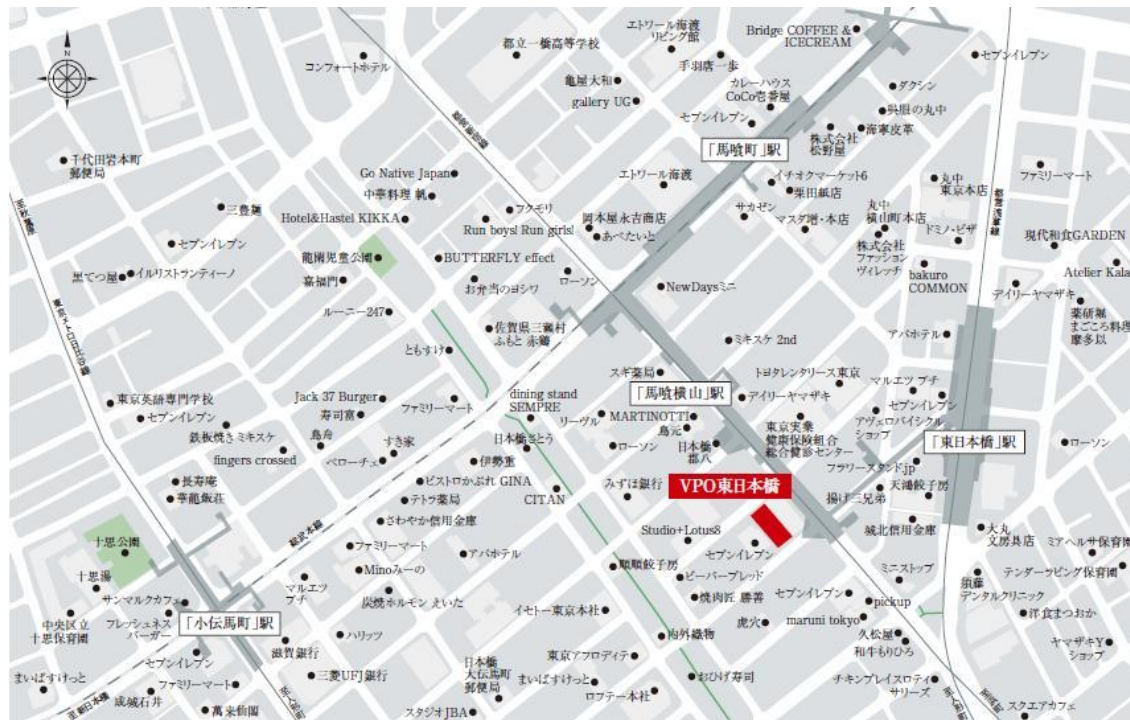 N
コンフォートホテル
都立一橋高等学校
エトワール海渡
リビング館
手羽唐一歩
Bridge COFFEE &
ICECREAM
セブンイレブン
亀屋大和
gallery UG
カレーハウス
CoCo壱番屋
セブンイレブン
ダクシン
呉服の丸中
海寧皮革
株式会社
松野屋
「馬喰町」駅
千代田岩本町
郵便局
Go Native Japan
中華料理 帆
エトワール海渡
イチオクマーケット6
栗田紙店
丸中
東京本店
ファミリーマート
三豊麺
Hotel&Hastel KIKKA
フクモリ
Run boys! Run girls!
岡本屋永吉商店
あべたいと
サカゼン
マスダ増・本店
丸中
横山町本店
ドミノ・ピザ
セブンイレブン
龍閑児童公園
BUTTERFLY effect
株式会社
ファッション
ヴィレッヂ
現代和食GARDEN
黒てつ屋
イルリストランティーノ
嘉福門
お弁当のヨシワ
ローソン
NewDaysミニ
bakuro
COMMON
デイリーヤマザキ
Atelier Kala
ルーニー247
佐賀県三瀬村
ふもと赤鶏
薬研堀
まごころ料理
摩多以
ともすけ
ミキスケ 2nd
アパホテル
スギ薬局
「馬喰横山」駅
トヨタレンタリース東京
マルエツ プチ
東京英語専門学校
セブンイレブン
Jack 37 Burger
寿司富
ファミリーマート
dining stand
SEMPRE
リーヴル
MARTINOTTI
島元
デイリーヤマザキ
セブンイレブン
アヴェロバイシクル
ショップ
「東日本橋」駅
鉄板焼き ミキスケ
鳥舟
すき家
日本橋さとう
ローソン
日本橋
郡八
東京実業
健康保険組合
総合健診センター
ローソン
fingers crossed
ベローチェ
伊勢重
フラワースタンド.jp
長寿庵
華龍飯荘
ビストロかぶれ GINA
テトラ薬局
CITAN
みずほ銀行
VPO東日本橋
揚げ三兄弟
天鴻餃子房
さわやか信用金庫
Studio+Lotus8
城北信用金庫
大丸
文房具店
ミアヘルサ保育園
十思公園
総武本線
ファミリーマート
アパホテル
セブンイレブン
十思湯
Minoみーの
順順餃子房
ビーバーブレッド
ミニストップ
須藤
デンタルクリニック
テンダーラビング保育園
サンマルクカフェ
マルエツ
プチ
炭焼ホルモン えいた
焼肉匠 勝善
セブンイレブン
pickup
中央区立
十思保育園
フレッシュネス
バーガー
「小伝馬町」駅
イセトー東京本社
虎穴
maruni tokyo
洋食まつおか
ハリッツ
内外織物
久松屋
和牛もりひろ
ヤマザキY
ショップ
セブンイレブン
滋賀銀行
日本橋
大伝馬町
郵便局
東京アフロディテ
まいばすけっと
ファミリーマート
三菱UFJ銀行
まいばすけっと
おひげ寿司
チキンプレイスロティ
サリーズ
至新日本橋
成城石井
萬来仙閣
スタジオJBA
ロフテー本社
スクエアカフェ